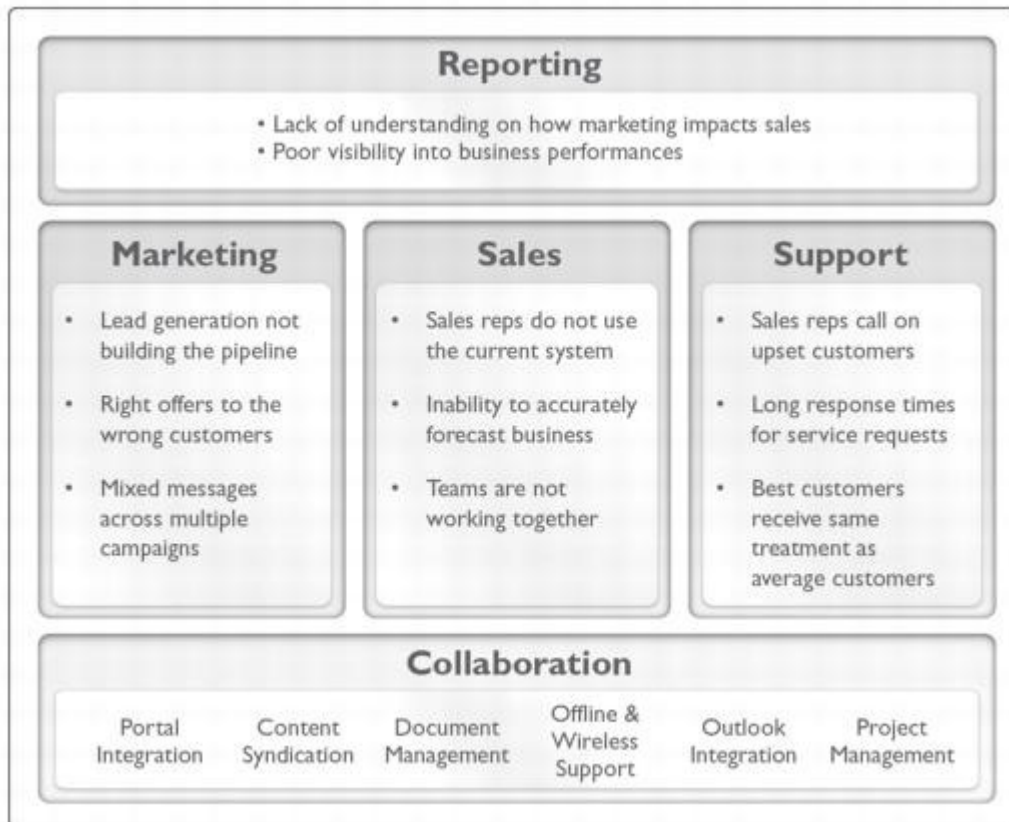 Reporting
• Lack of understanding on how marketing impacts sales
• Poor visibility into business performances
Marketing
• Lead generation not
building the pipeline
• Right offers to the
wrong customers
• Mixed messages
across multiple
campaigns
Sales
• Sales reps do not use
the current system
• Inability to accurately
forecast business
• Teams are not
working together
Support
• Sales reps call on
upset customers
• Long response times
for service requests
• Best customers
receive same
treatment as
average customers
Collaboration
Portal
Integration
Content
Syndication
Document
Management
Offline &
Wireless
Support
Outlook
Integration
Project
Management